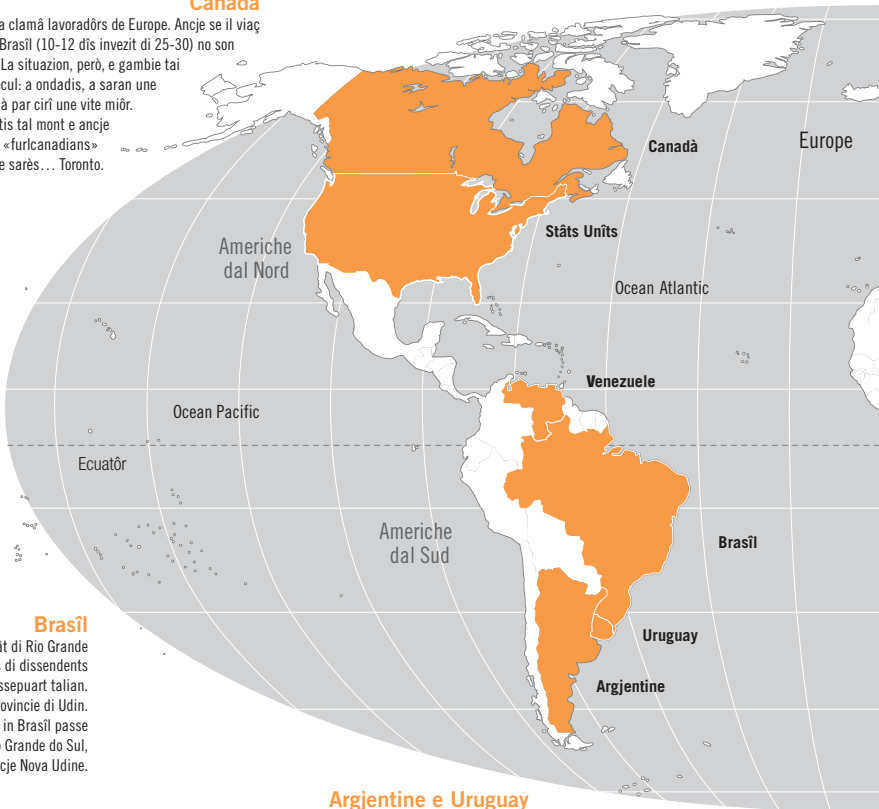 Canadà
a clamâ lavoradôrs de Europe. Ancje se il viaç
Brasîl (10-12 dîs invezit di 25-30) no son
La situazion, però, e gambie tai
cul: a ondadis, a saran une
à par cirî une vite miôr.
tis tal mont e ancje
«furlcanadians»
e sarès… Toronto.
Canadà
Europe
Stâts Unîts
Americhe
dal Nord
Ocean Atlantic
Venezuele
Ocean Pacific
Ecuatôr
Americhe
dal Sud
Brasîl
Uruguay
Argjentine
Brasîl
ât di Rio Grande
di dissendents
ssepuart talian.
rovincie di Udin.
in Brasîl passe
Grande do Sul,
cje Nova Udine.
Argjentine e Uruguay